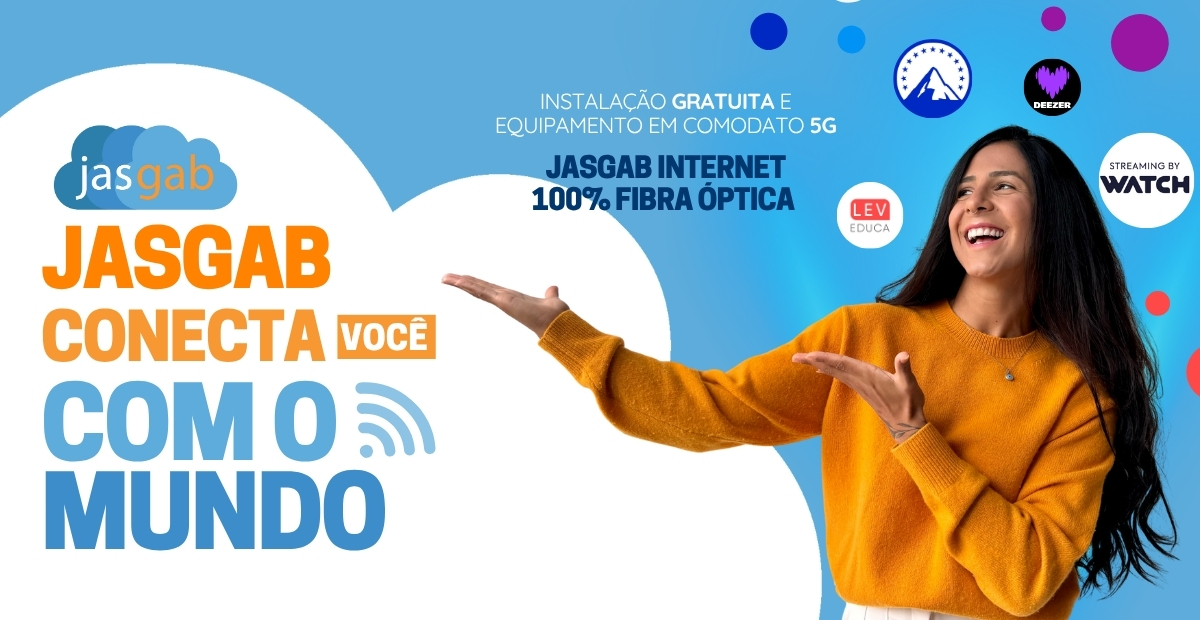 jasgab
JASGAB
CONECTA VOCÊ
COM O
MUNDO
INSTALAÇÃO GRATUITA E
EQUIPAMENTO EM COMODATO 5G
JASGAB INTERNET
100% FIBRA ÓPTICA
DEEZER
LEV
EDUCA
STREAMING BY
WATCH